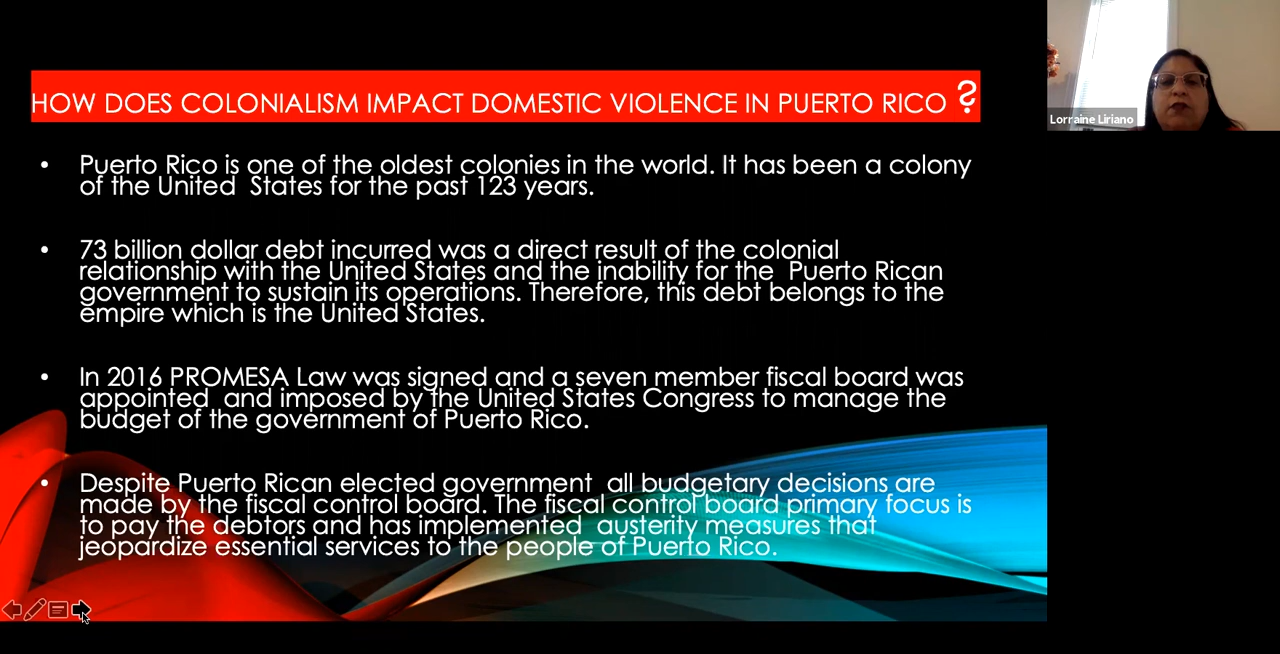 HOW DOES COLONIALISM IMPACT DOMESTIC VIOLENCE IN PUERTO RICO ?
Lorraine Liriano
• Puerto Rico is one of the oldest colonies in the world. It has been a colony
of the United States for the past 123 years.
• 73 billion dollar debt incurred was a direct result of the colonial
relationship with the United States and the inability for the Puerto Rican
government to sustain its operations. Therefore, this debt belongs to the
empire which is the United States.
• In 2016 PROMESA Law was signed and a seven member fiscal board was
appointed and imposed by the United States Congress to manage the
budget of the government of Puerto Rico.
• Despite Puerto Rican elected government all budgetary decisions are
made by the fiscal control board. The fiscal control board primary focus is
to pay the debtors and has implemented austerity measures that
jeopardize essential services to the people of Puerto Rico.